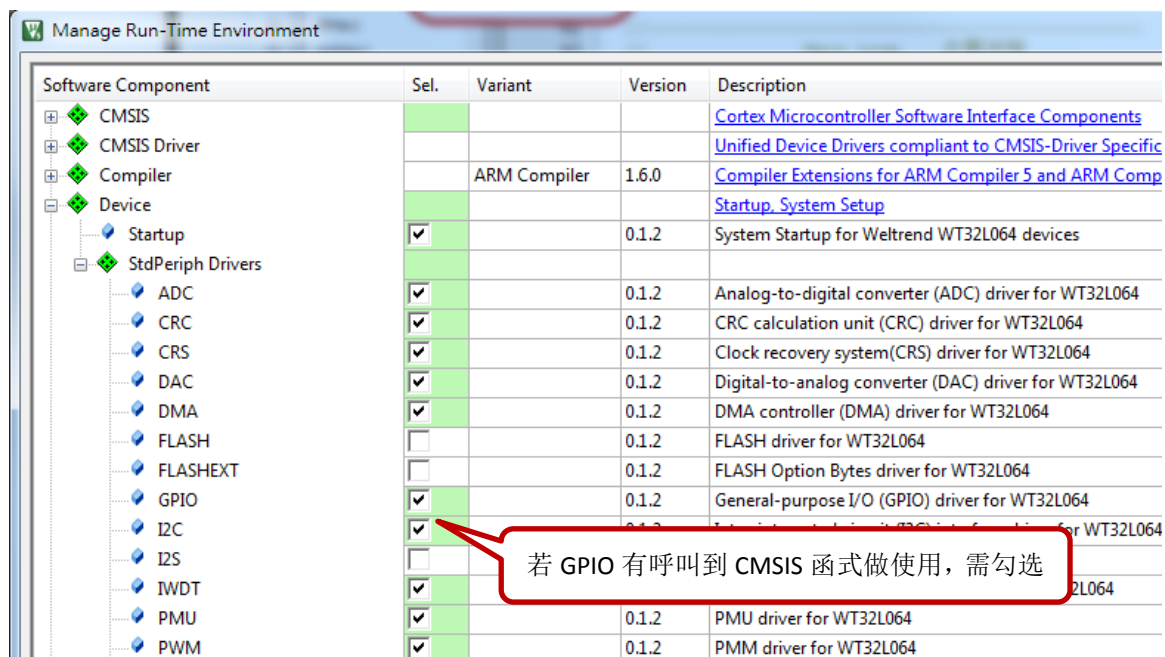 Manage Run-Time Environment
Software Component Sel. Variant Version Description
CMSIS Cortex Microcontroller Software Interface Components
CMSIS Driver Unified Device Drivers compliant to CMSIS-Driver Specific
Compiler ARM Compiler 1.6.0 Compiler Extensions for ARM Compiler 5 and ARM Comp
Device Startup, System Setup
Startup 0.1.2 System Startup for Weltrend WT32L064 devices
StdPeriph Drivers
ADC 0.1.2 Analog-to-digital converter (ADC) driver for WT32L064
CRC 0.1.2 CRC calculation unit (CRC) driver for WT32L064
CRS 0.1.2 Clock recovery system(CRS) driver for WT32L064
DAC 0.1.2 Digital-to-analog converter (DAC) driver for WT32L064
DMA 0.1.2 DMA controller (DMA) driver for WT32L064
FLASH 0.1.2 FLASH driver for WT32L064
FLASHEXT 0.1.2 FLASH Option Bytes driver for WT32L064
GPIO 0.1.2 General-purpose I/O (GPIO) driver for WT32L064
I2C for WT32L064
I2S
若 GPIO 有呼叫到 CMSIS 函式做使用，需勾选
IWDT 2L064
PMU 0.1.2 PMU driver for WT32L064
PWM 0.1.2 PMM driver for WT32L064